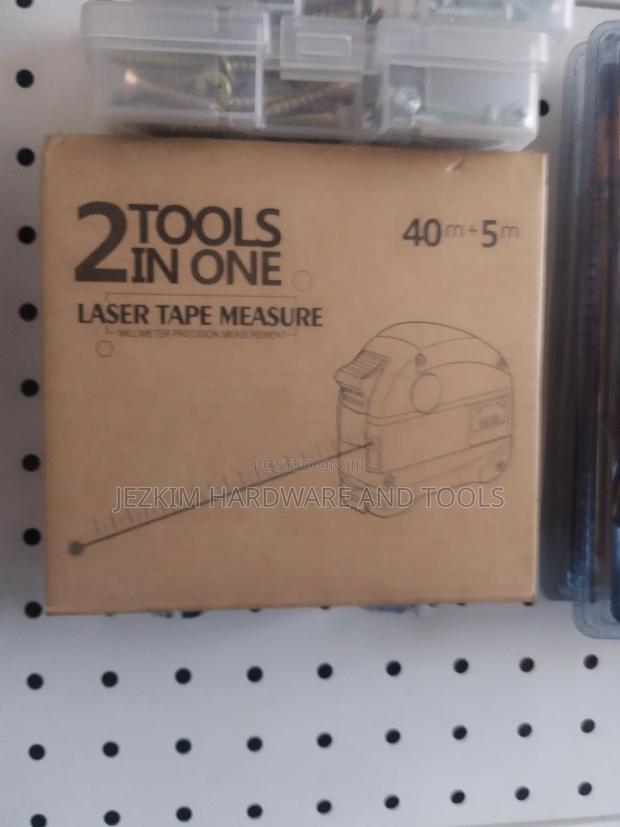 2 TOOLS
IN ONE
40m+5m
LASER TAPE MEASURE
MILLIMETER PRECISION MEASUREMENT
POSTED ON
JEZKIM HARDWARE AND TOOLS